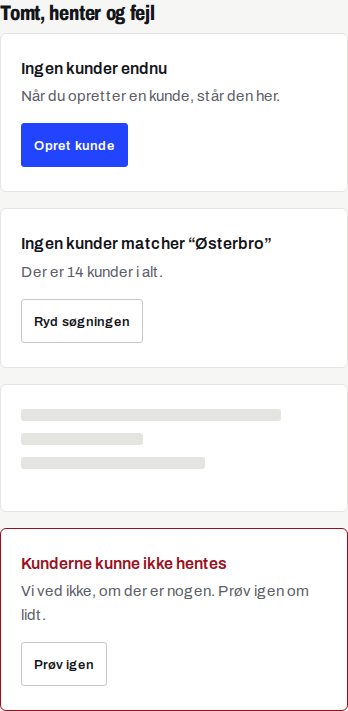 Tomt, henter og fejl
Ingen kunder endnu
Når du opretter en kunde, står den her.
Opret kunde
Ingen kunder matcher “Østerbro”
Der er 14 kunder i alt.
Ryd søgningen
Kunderne kunne ikke hentes
Vi ved ikke, om der er nogen. Prøv igen om
lidt.
Prøv igen